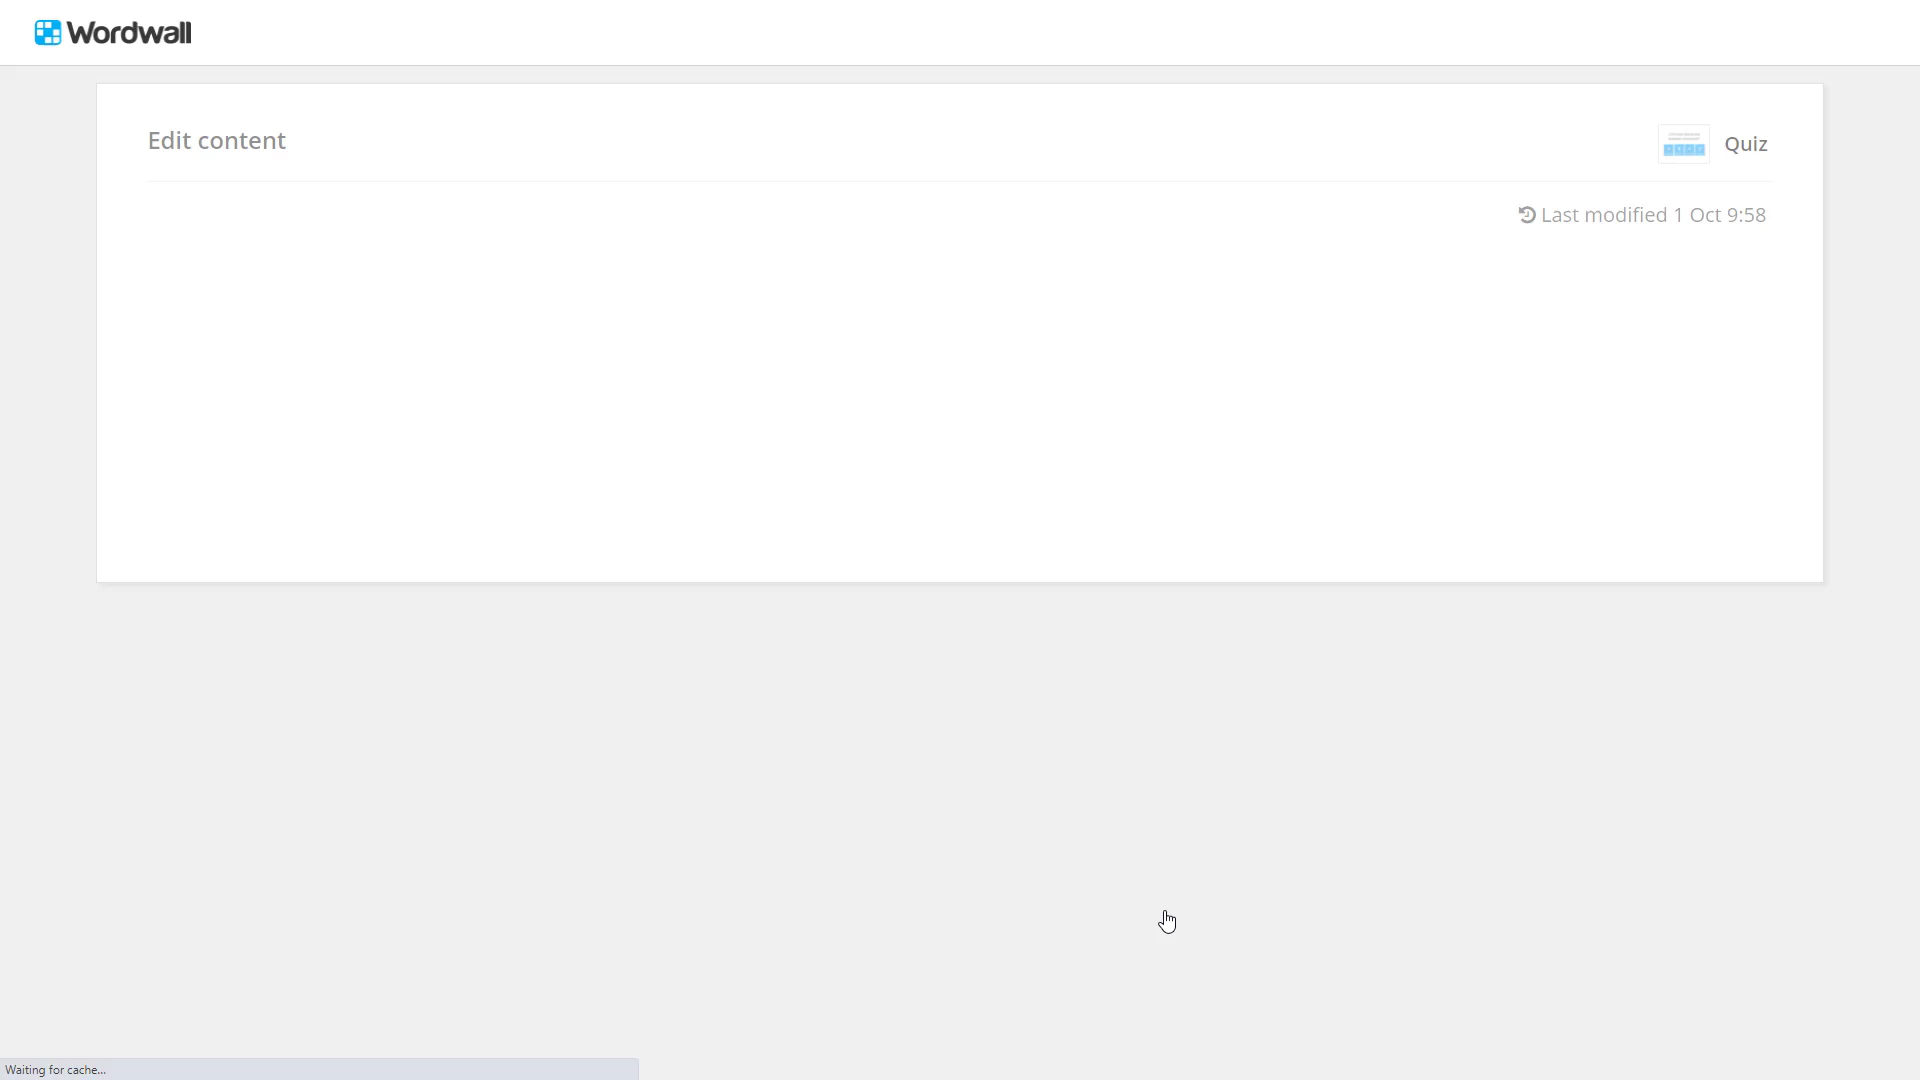 Wordwall
Edit content
Quiz
Last modified 1 Oct 9:58
Waiting for cache...